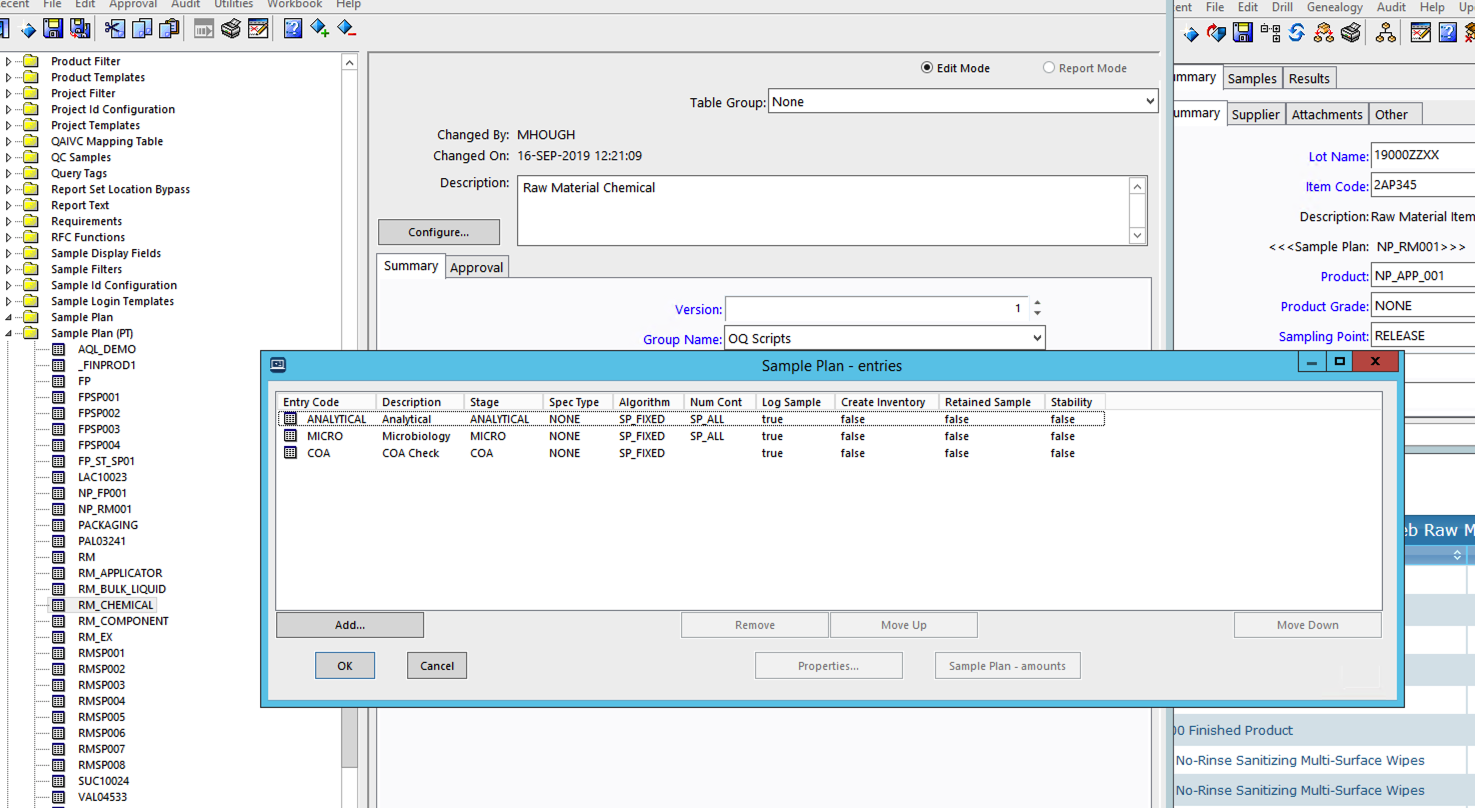 ecent File Edit Approval Audit Utilities Workbook Help
Product Filter
Product Templates
Project Filter
Project Id Configuration
Project Templates
QAIVC Mapping Table
QC Samples
Query Tags
Report Set Location Bypass
Report Text
Requirements
RFC Functions
Sample Display Fields
Sample Filters
Sample Id Configuration
Sample Login Templates
Sample Plan
Sample Plan (PT)
AQL_DEMO
_FINPROD1
FP
FPSP001
FPSP002
FPSP003
FPSP004
FP_ST_SP01
LAC10023
NP_FP001
NP_RM001
PACKAGING
PAL03241
RM
RM_APPLICATOR
RM_BULK_LIQUID
RM_CHEMICAL
RM_COMPONENT
RM_EX
RMSP001
RMSP002
RMSP003
RMSP004
RMSP005
RMSP006
RMSP007
RMSP008
SUC10024
VAL04533
Edit Mode Report Mode
Table Group: None
Changed By: MHOUGH
Changed On: 16-SEP-2019 12:21:09
Description: Raw Material Chemical
Configure...
Summary Approval
Version: 1
Group Name: OQ Scripts
Sample Plan - entries
Entry Code Description Stage Spec Type Algorithm Num Cont Log Sample Create Inventory Retained Sample Stability
ANALYTICAL Analytical ANALYTICAL NONE SP_FIXED SP_ALL true false false false
MICRO Microbiology MICRO NONE SP_FIXED SP_ALL true false false false
COA COA Check COA NONE SP_FIXED true false false false
Add... Remove Move Up Move Down
OK Cancel Properties... Sample Plan - amounts
ent File Edit Drill Genealogy Audit Help Up
ummary Samples Results
ummary Supplier Attachments Other
Lot Name: 19000ZZXX
Item Code: 2AP345
Description: Raw Material Item
<<<Sample Plan: NP_RM001>>>
Product: NP_APP_001
Product Grade: NONE
Sampling Point: RELEASE
eb Raw M
00 Finished Product
No-Rinse Sanitizing Multi-Surface Wipes
No-Rinse Sanitizing Multi-Surface Wipes